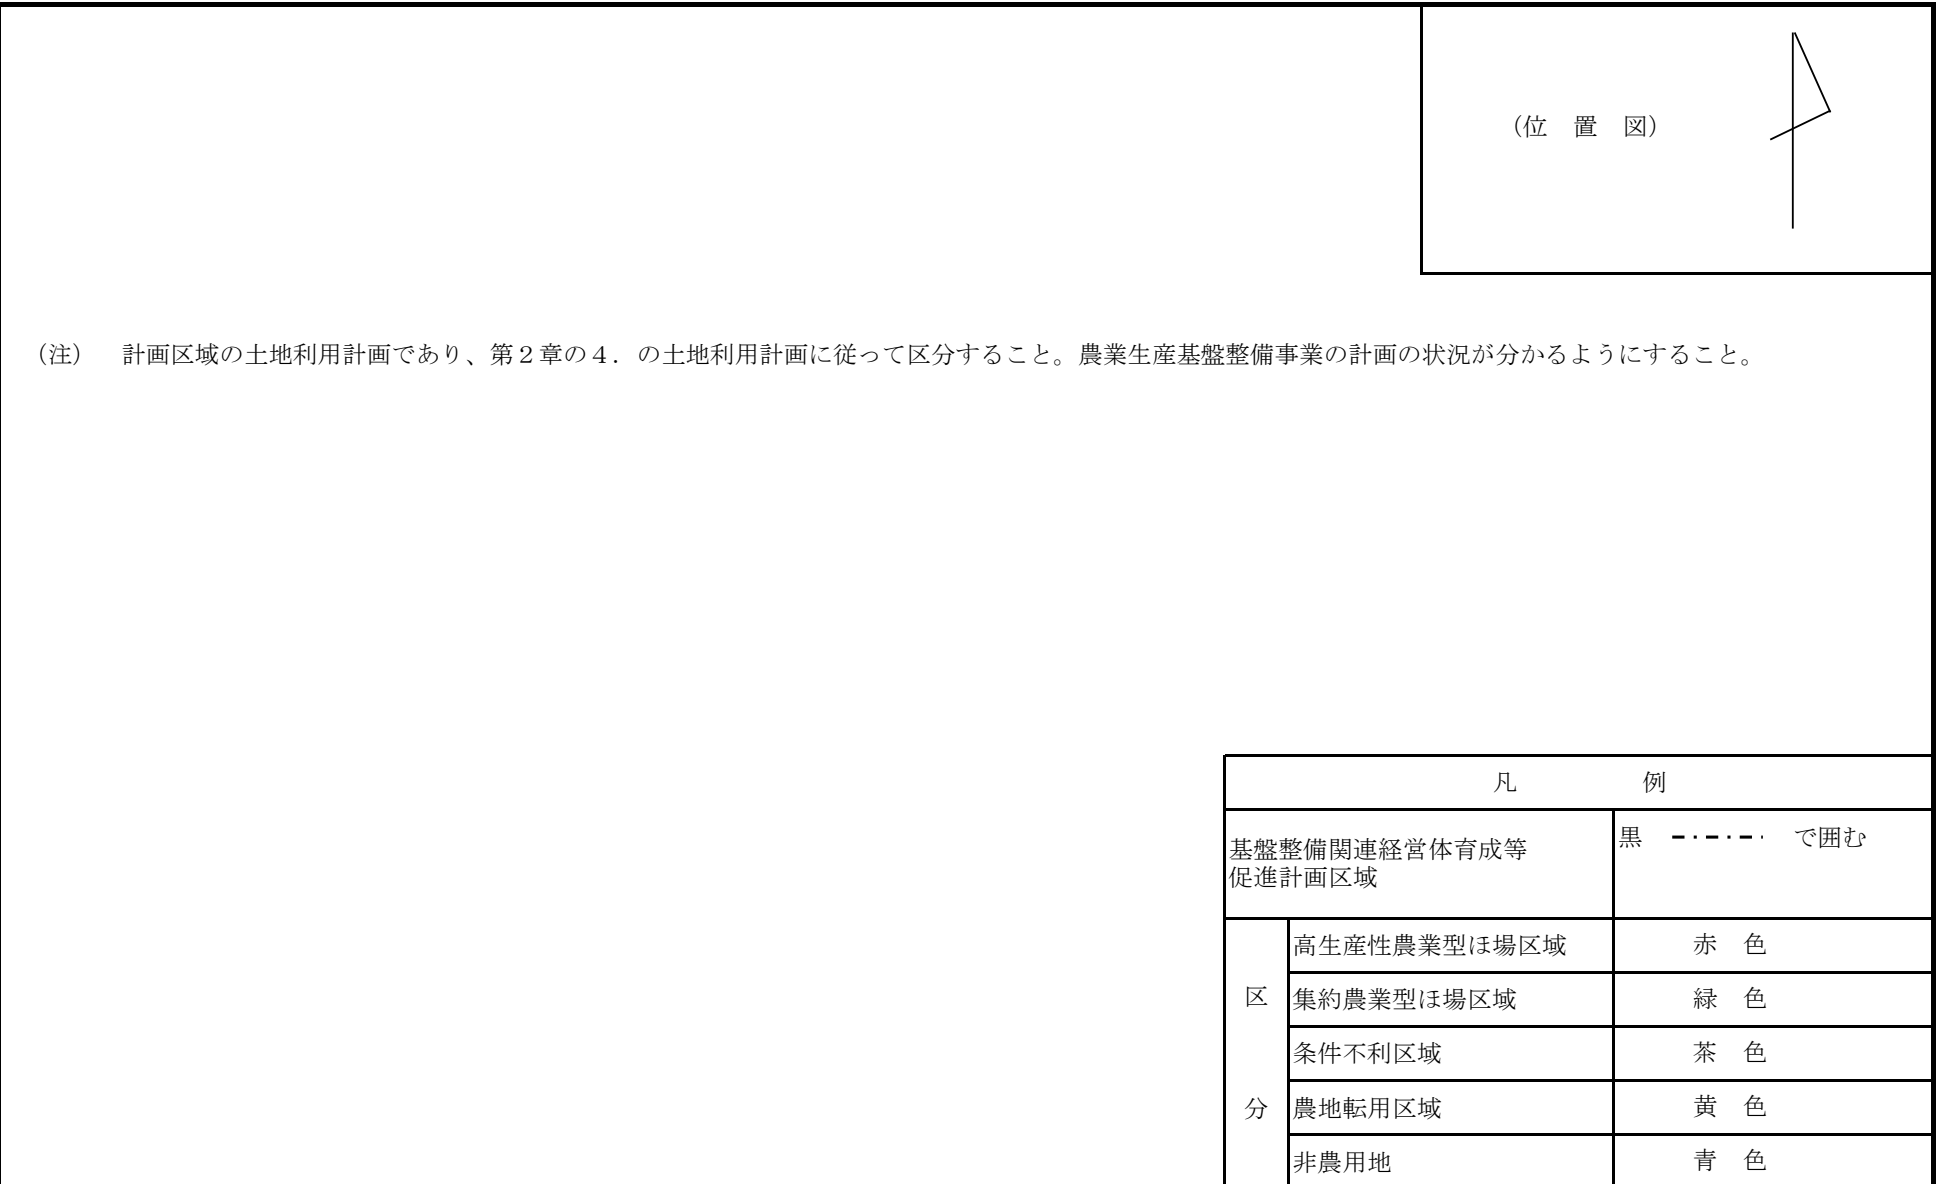 （位　置　図）
（注）　計画区域の土地利用計画であり、第２章の４．の土地利用計画に従って区分すること。農業生産基盤整備事業の計画の状況が分かるようにすること。
凡　例
基盤整備関連経営体育成等
促進計画区域
黒　で囲む
区　分
高生産性農業型ほ場区域　赤　色
集約農業型ほ場区域　緑　色
条件不利区域　茶　色
農地転用区域　黄　色
非農用地　青　色